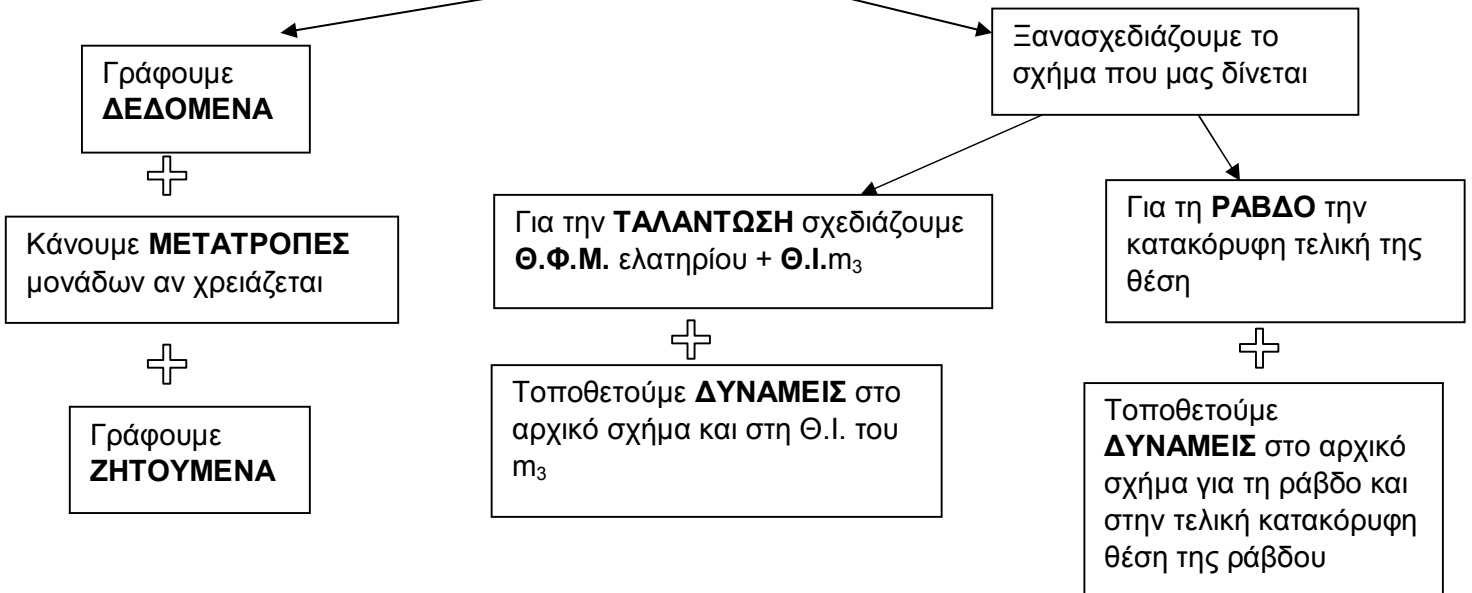 Γράφουμε
ΔΕΔΟΜΕΝΑ
Κάνουμε ΜΕΤΑΤΡΟΠΕΣ
μονάδων αν χρειάζεται
Γράφουμε
ΖΗΤΟΥΜΕΝΑ
Ξανασχεδιάζουμε το
σχήμα που μας δίνεται
Για την ΤΑΛΑΝΤΩΣΗ σχεδιάζουμε
Θ.Φ.Μ. ελατηρίου + Θ.Ι.m₃
Τοποθετούμε ΔΥΝΑΜΕΙΣ στο
αρχικό σχήμα και στη Θ.Ι. του
m₃
Για τη ΡΑΒΔΟ την
κατακόρυφη τελική της
θέση
Τοποθετούμε
ΔΥΝΑΜΕΙΣ στο αρχικό
σχήμα για τη ράβδο και
στην τελική κατακόρυφη
θέση της ράβδου